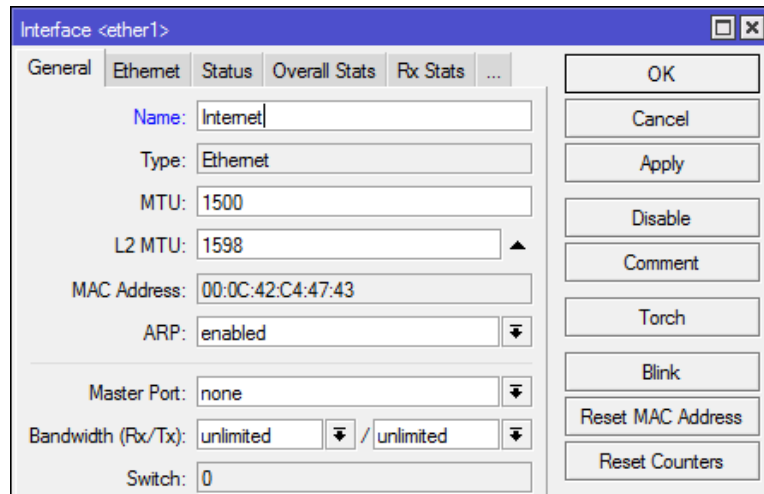 Interface <ether1>
General Ethernet Status Overall Stats Rx Stats ...
Name: Internet
Type: Ethernet
MTU: 1500
L2 MTU: 1598
MAC Address: 00:0C:42:C4:47:43
ARP: enabled
Master Port: none
Bandwidth (Rx/Tx): unlimited / unlimited
Switch: 0
OK
Cancel
Apply
Disable
Comment
Torch
Blink
Reset MAC Address
Reset Counters